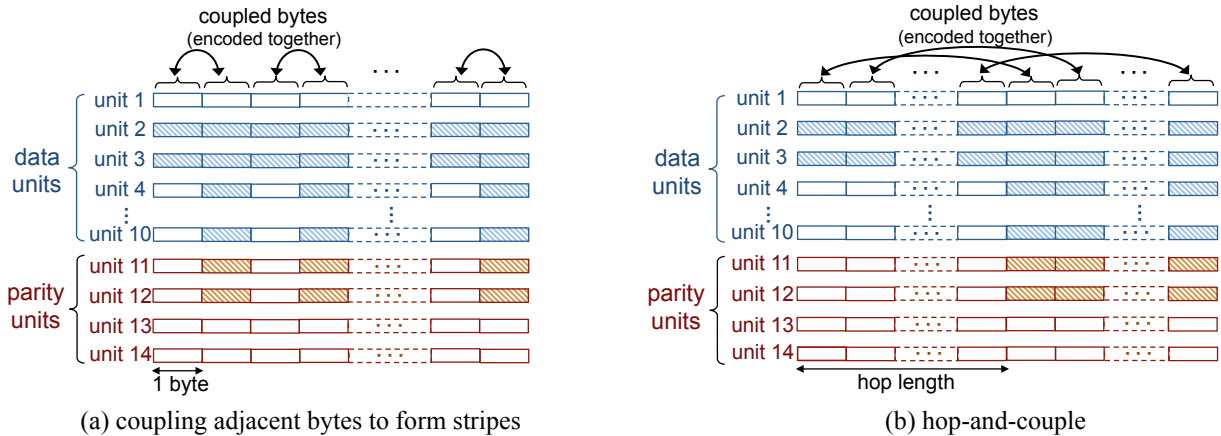 coupled bytes
(encoded together)
. . .
unit 1
unit 2
unit 3
unit 4
unit 10
data
units
unit 11
unit 12
unit 13
unit 14
parity
units
1 byte
(a) coupling adjacent bytes to form stripes
coupled bytes
(encoded together)
. . .
. . .
unit 1
unit 2
unit 3
unit 4
unit 10
data
units
unit 11
unit 12
unit 13
unit 14
parity
units
hop length
(b) hop-and-couple